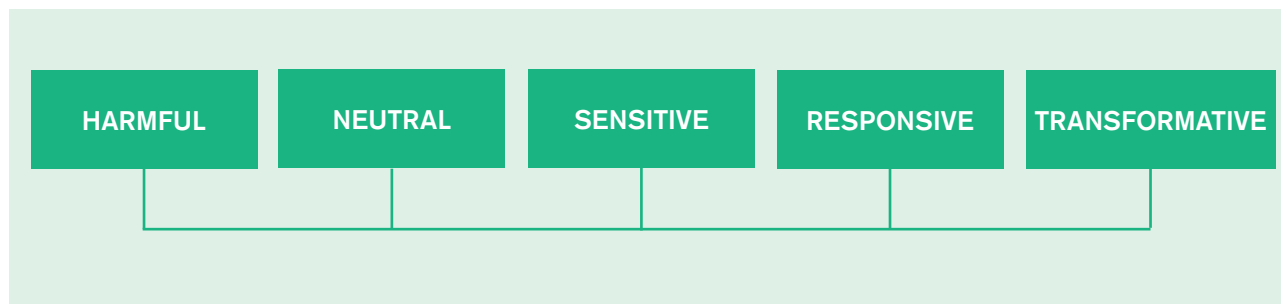 HARMFUL
NEUTRAL
SENSITIVE
RESPONSIVE
TRANSFORMATIVE